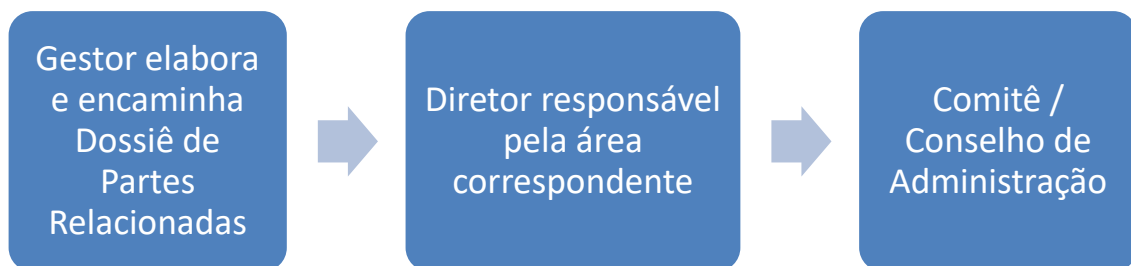 Gestor elabora
e encaminha
Dossiê de
Partes
Relacionadas
Diretor responsável
pela área
correspondente
Comitê /
Conselho de
Administração